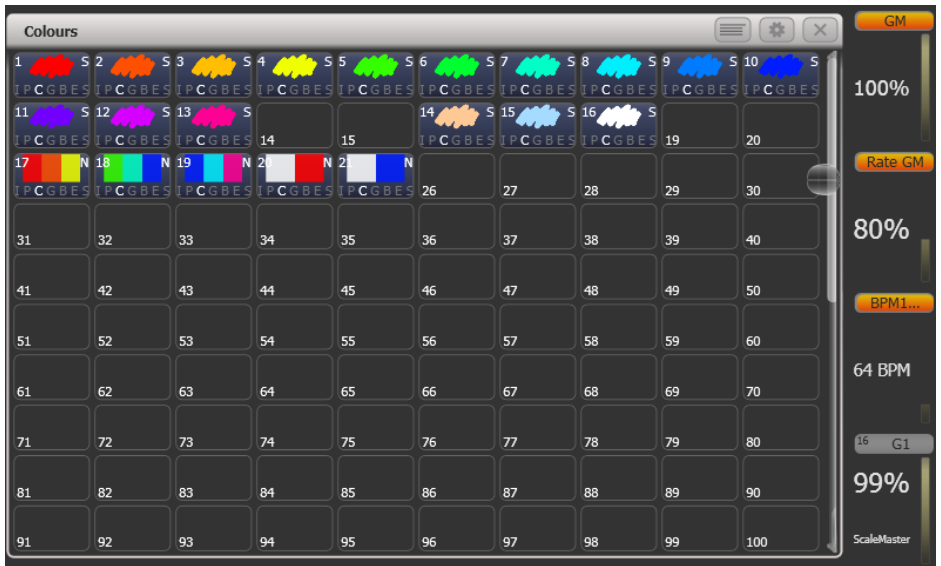 Colours
GM
1 S 2 S 3 S 4 S 5 S 6 S 7 S 8 S 9 S 10 S
IPCGBES IPCGBES IPCGBES IPCGBES IPCGBES IPCGBES IPCGBES IPCGBES IPCGBES IPCGBES
100%
11 S 12 S 13 S 14 S 15 S 16 S
IPCGBES IPCGBES IPCGBES 14 15 IPCGBES IPCGBES IPCGBES 19 20
17 N 18 N 19 N 20 N 21 N
Rate GM
IPCGBES IPCGBES IPCGBES IPCGBES IPCGBES 26 27 28 29 30
80%
31 32 33 34 35 36 37 38 39 40
41 42 43 44 45 46 47 48 49 50
BPM1...
51 52 53 54 55 56 57 58 59 60
64 BPM
61 62 63 64 65 66 67 68 69 70
71 72 73 74 75 76 77 78 79 80
16 G1
81 82 83 84 85 86 87 88 89 90
99%
91 92 93 94 95 96 97 98 99 100
ScaleMaster